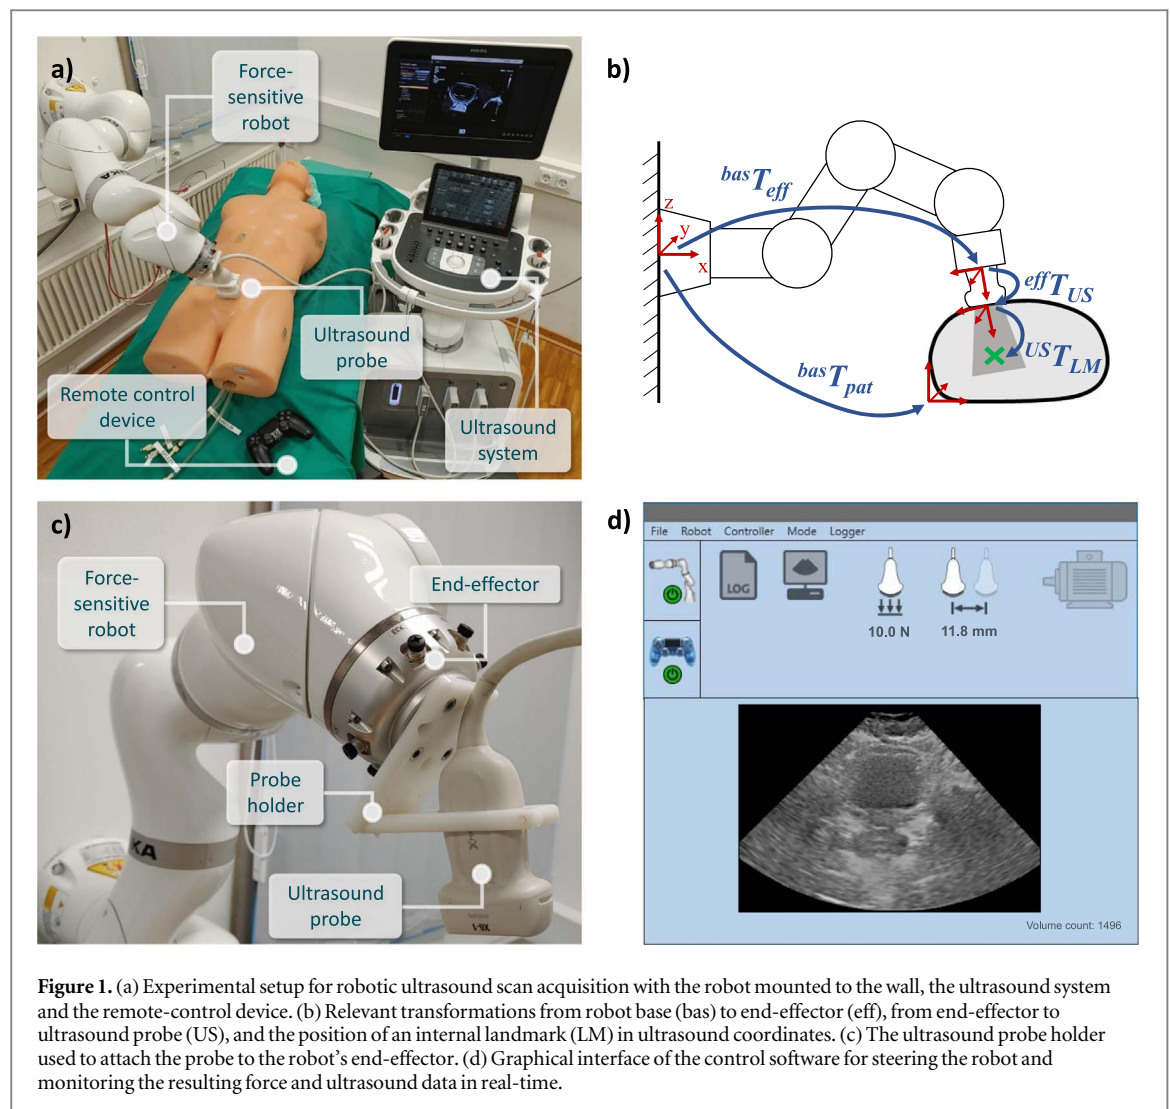 a)
Force-
sensitive
robot
PHILIPS
KUKA
Ultrasound
probe
Remote control
device
Ultrasound
system
b)
z
y
x
basTeff
effTUS
USTLM
basTpat
c)
Force-
sensitive
robot
End-effector
Probe
holder
KA
Ultrasound
probe
X6-1
d)
File Robot Controller Mode Logger
LOG
10.0 N 11.8 mm
Volume count: 1496
Figure 1. (a) Experimental setup for robotic ultrasound scan acquisition with the robot mounted to the wall, the ultrasound system
and the remote-control device. (b) Relevant transformations from robot base (bas) to end-effector (eff), from end-effector to
ultrasound probe (US), and the position of an internal landmark (LM) in ultrasound coordinates. (c) The ultrasound probe holder
used to attach the probe to the robot's end-effector. (d) Graphical interface of the control software for steering the robot and
monitoring the resulting force and ultrasound data in real-time.